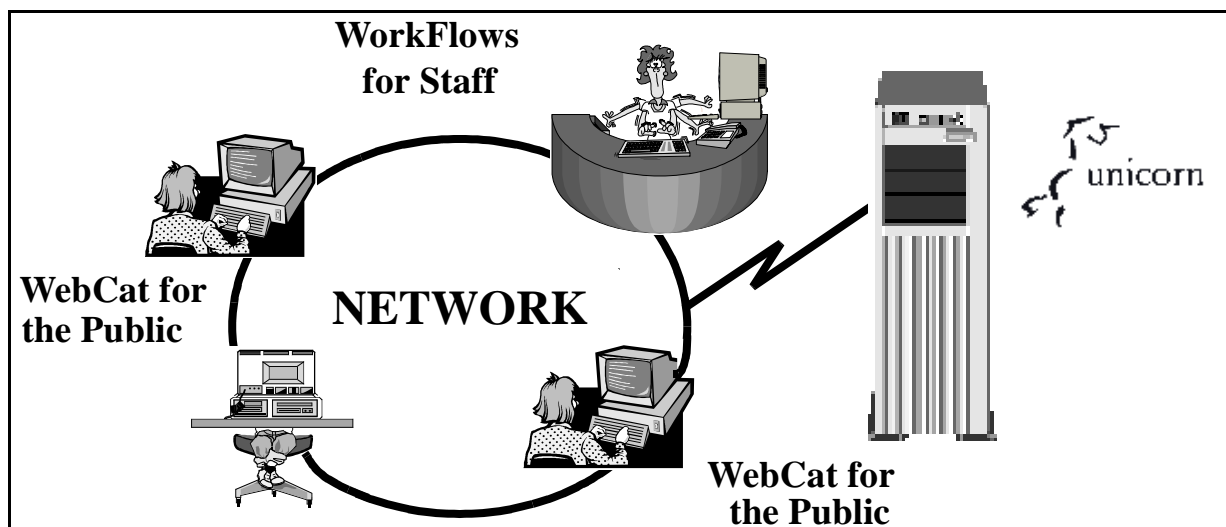 WorkFlows
for Staff
unicorn
WebCat for
the Public
NETWORK
WebCat for
the Public